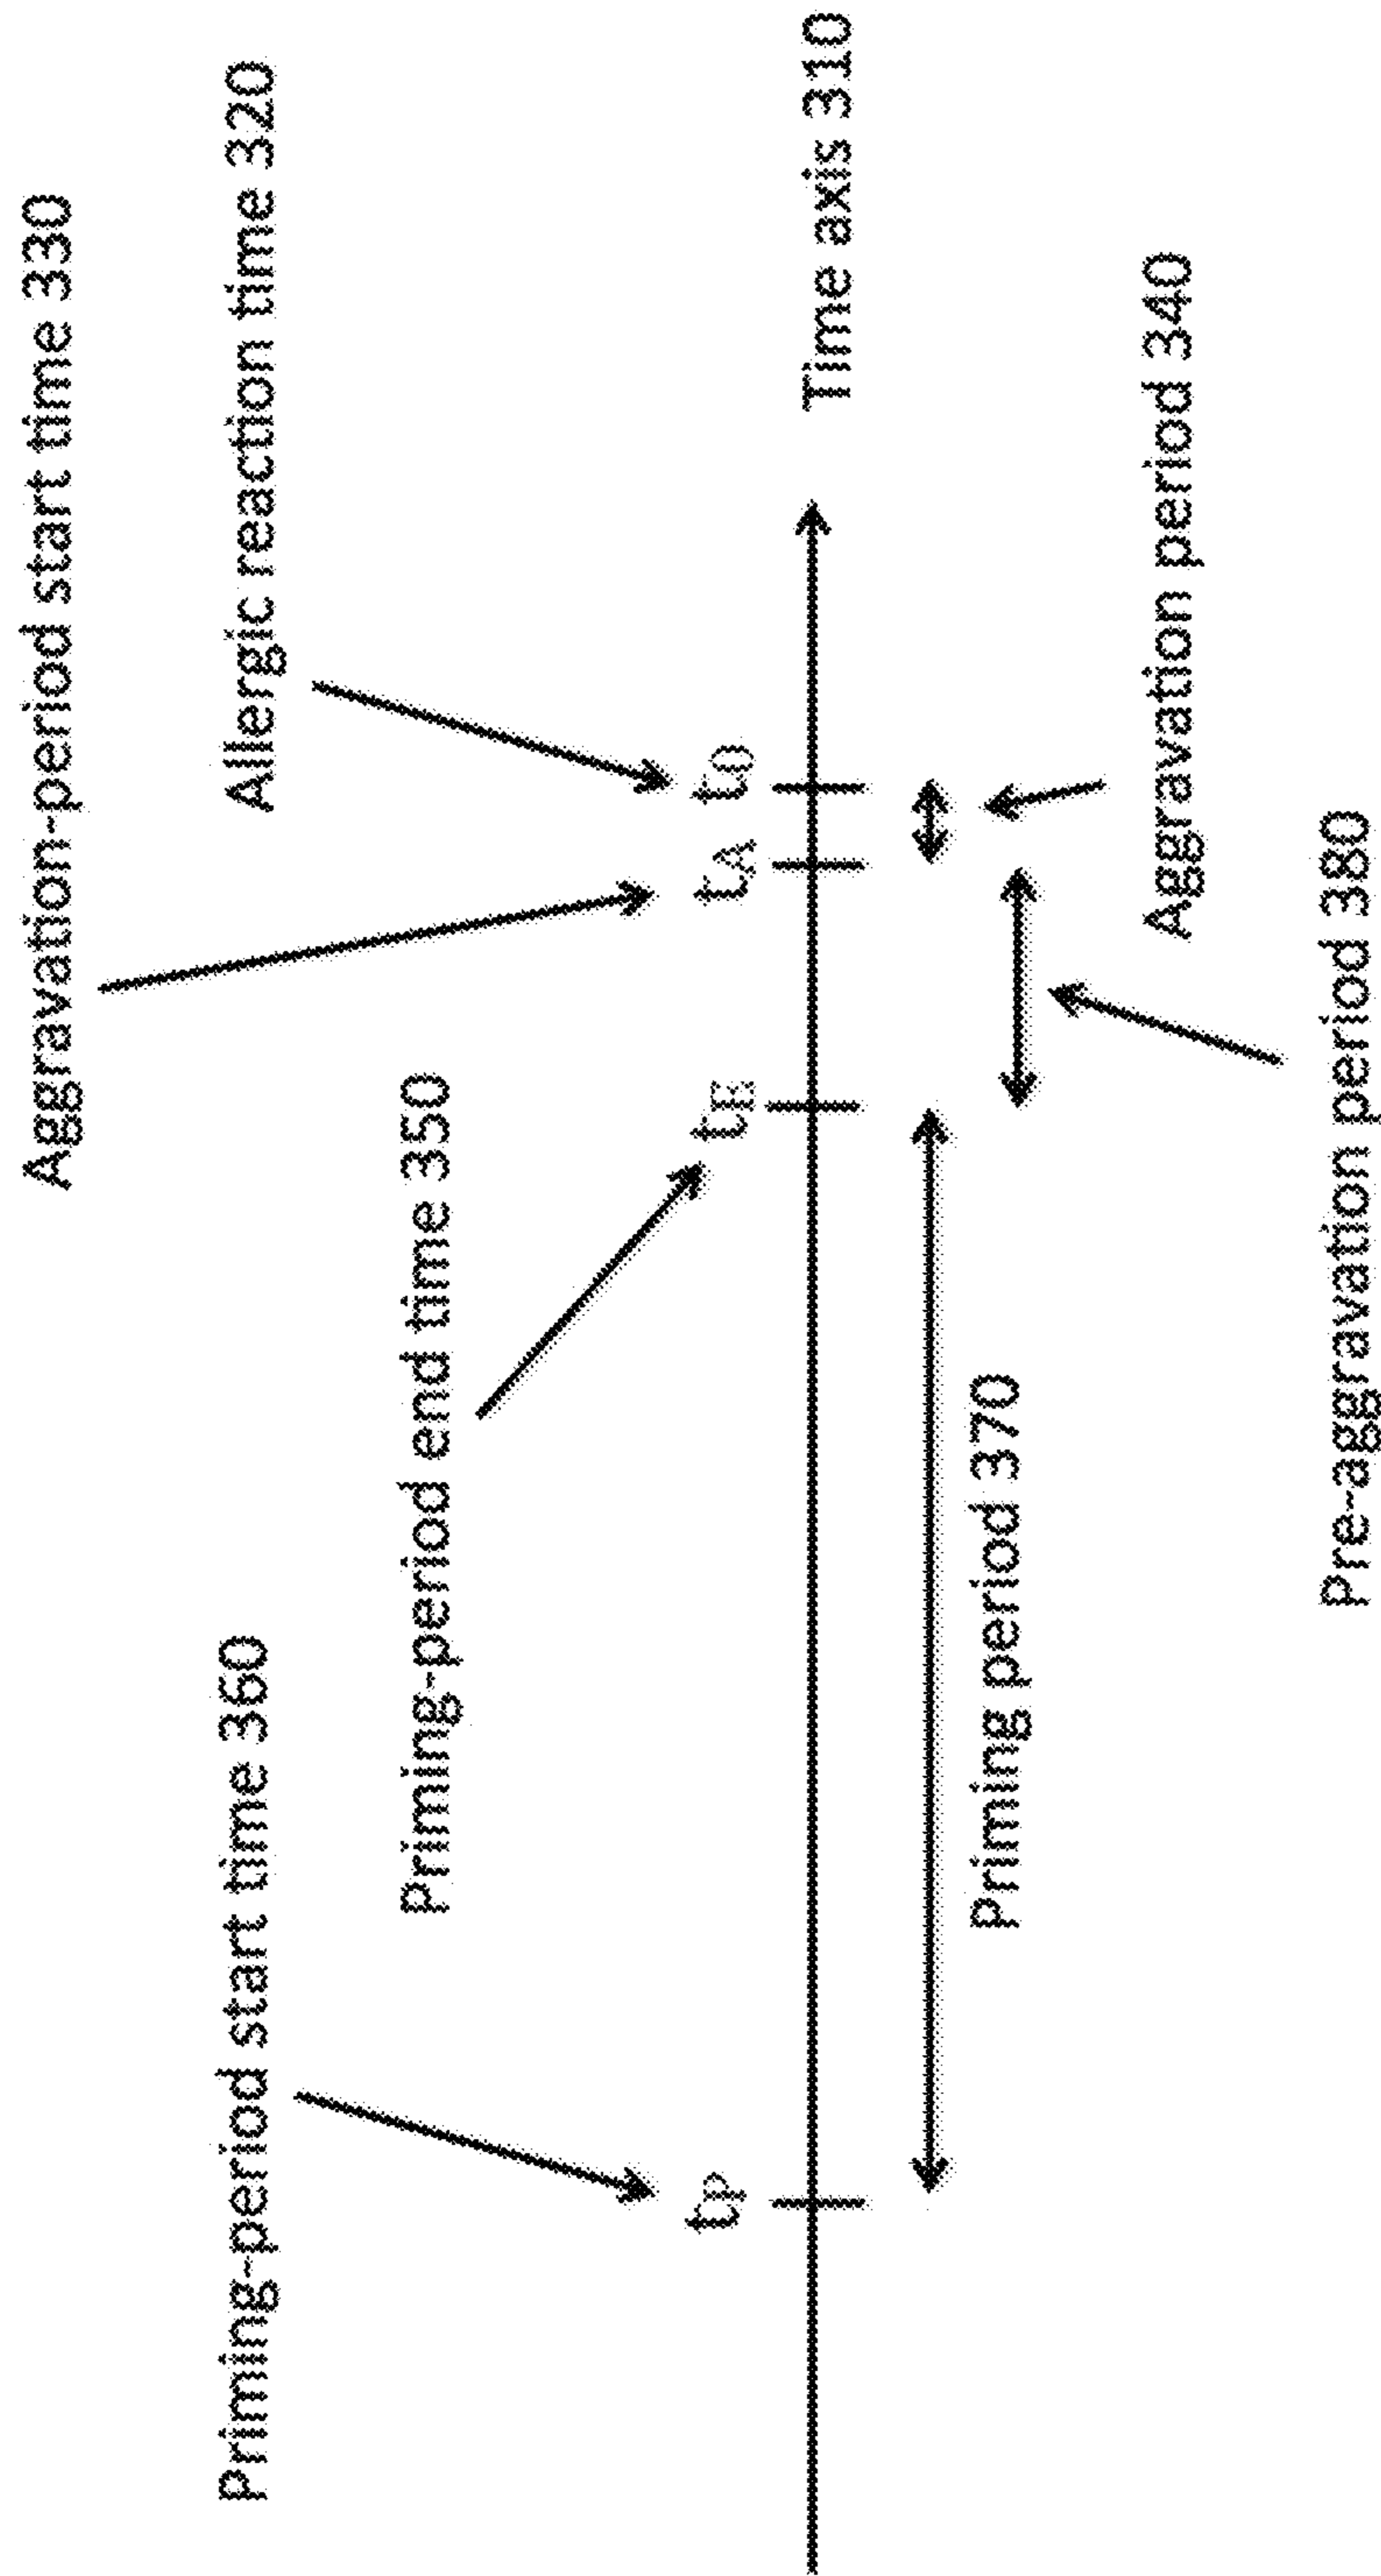 Aggravation-period start time 330
Priming-period start time 360
Allergic reaction time 320
Priming-period end time 350
tP
tE
tA
t0
Time axis 310
Priming period 370
Aggravation period 340
Pre-aggravation period 380